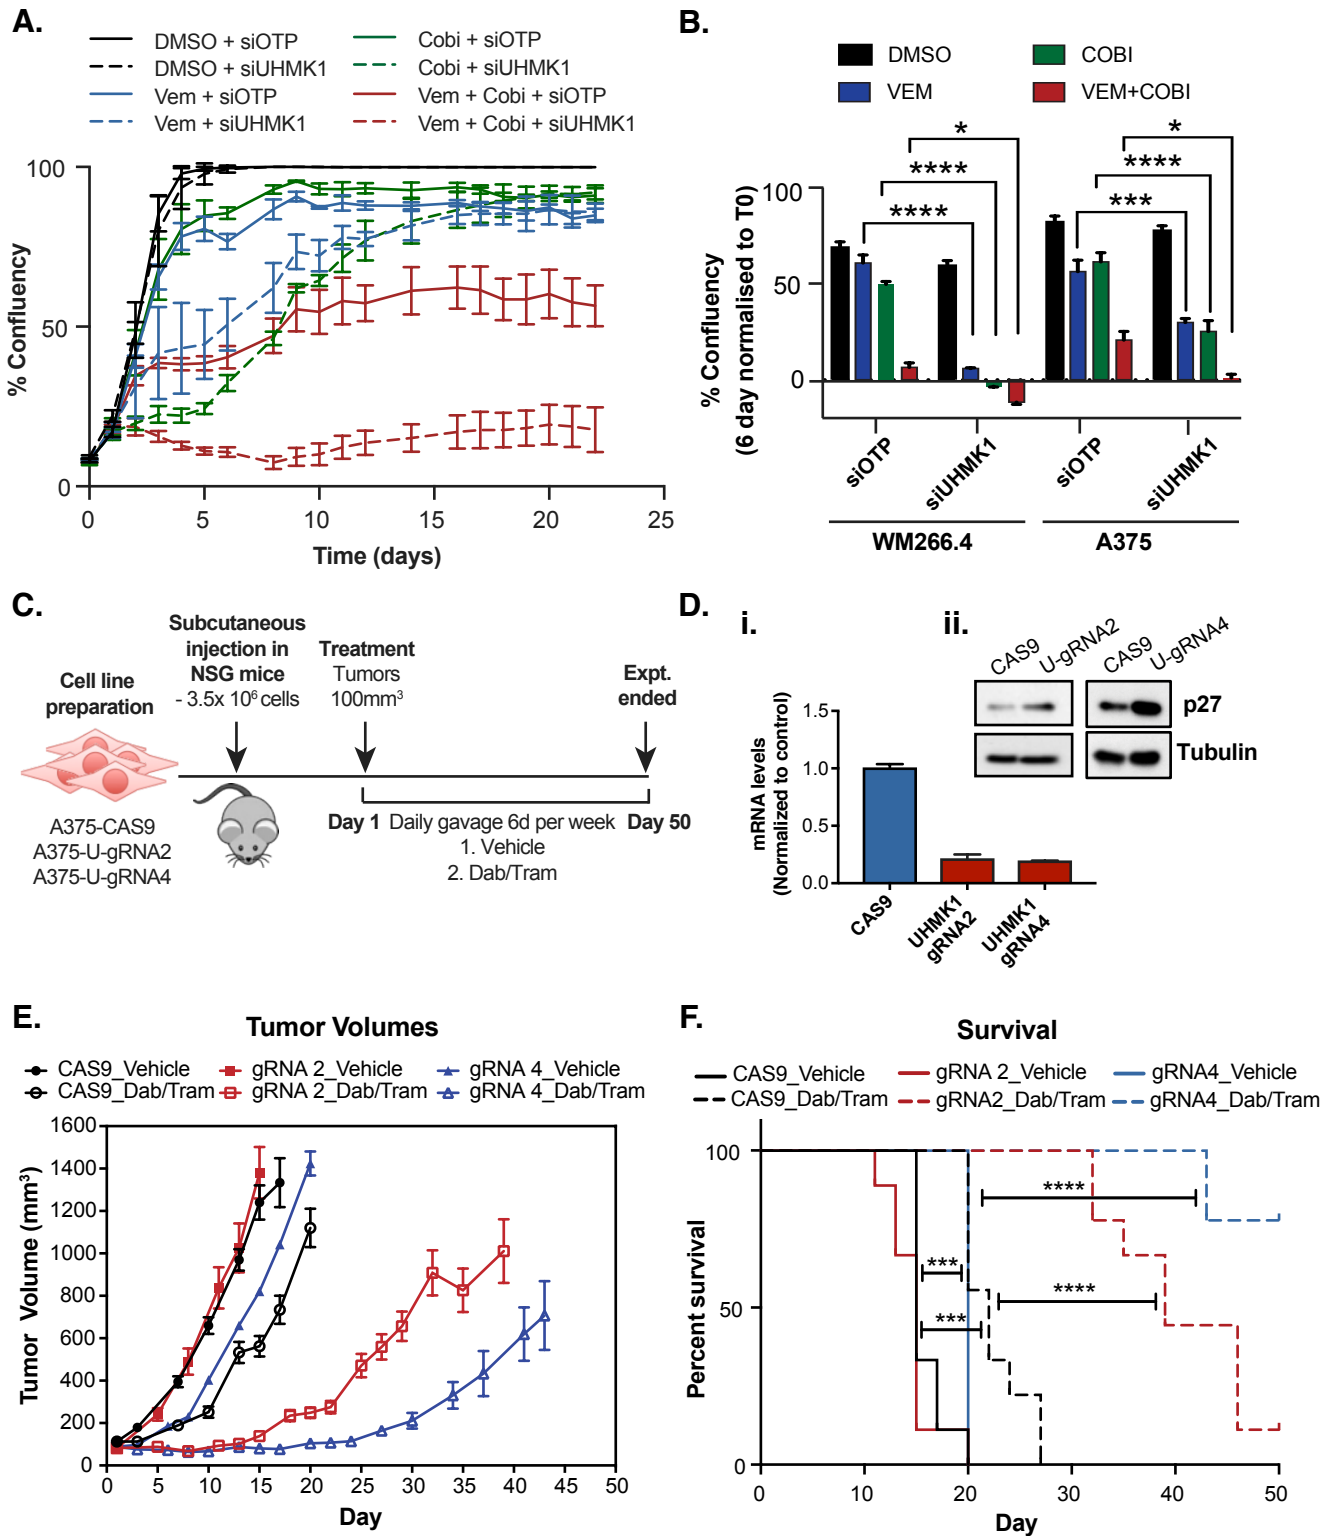 A.
DMSO + siOTP
DMSO + siUHMK1
Vem + siOTP
Vem + siUHMK1
Cobi + siOTP
Cobi + siUHMK1
Vem + Cobi + siOTP
Vem + Cobi + siUHMK1
% Confluency
100
50
0
0 5 10 15 20 25
Time (days)
B.
DMSO
VEM
COBI
VEM+COBI
% Confluency
(6 day normalised to T0)
100
50
0
*
****
****
*
****
***
siOTP
siUHMK1
siOTP
siUHMK1
WM266.4
A375
C.
Cell line
preparation
A375-CAS9
A375-U-gRNA2
A375-U-gRNA4
Subcutaneous
injection in
NSG mice
- 3.5x 10⁶ cells
Treatment
Tumors
100mm³
Expt.
ended
Day 1 Daily gavage 6d per week Day 50
1. Vehicle
2. Dab/Tram
D.
i.
mRNA levels
(Normalized to control)
1.5
1.0
0.5
0.0
CAS9
UHMK1
gRNA2
UHMK1
gRNA4
ii.
CAS9
U-gRNA2
CAS9
U-gRNA4
p27
Tubulin
E.
Tumor Volumes
CAS9_Vehicle
CAS9_Dab/Tram
gRNA 2_Vehicle
gRNA 2_Dab/Tram
gRNA 4_Vehicle
gRNA 4_Dab/Tram
Tumor Volume (mm³)
1600
1400
1200
1000
800
600
400
200
0
0 5 10 15 20 25 30 35 40 45 50
Day
F.
Survival
CAS9_Vehicle
CAS9_Dab/Tram
gRNA 2_Vehicle
gRNA2_Dab/Tram
gRNA4_Vehicle
gRNA4_Dab/Tram
Percent survival
100
50
0
****
***
****
***
0 10 20 30 40 50
Day